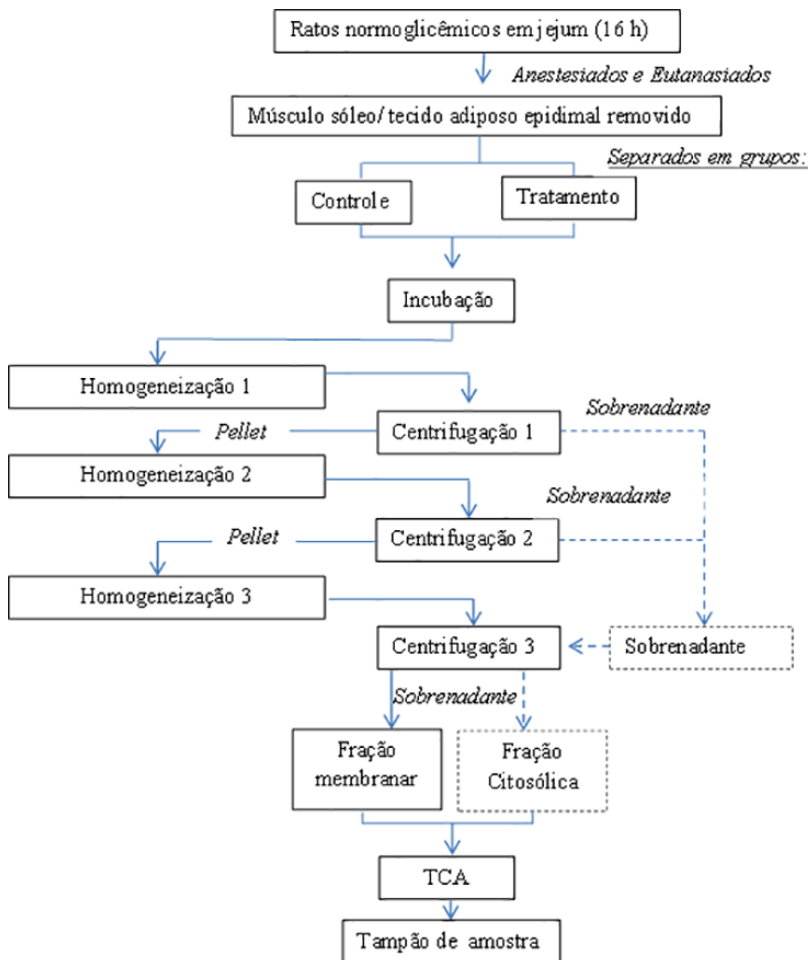 Ratos normoglicêmicos em jejum (16 h)
Anestesiados e Eutanasiados
Músculo sóleo/ tecido adiposo epidimal removido
Separados em grupos:
Controle
Tratamento
Incubação
Homogeneização 1
Sobrenadante
Pellet
Centrifugação 1
Homogeneização 2
Sobrenadante
Pellet
Centrifugação 2
Homogeneização 3
Centrifugação 3
Sobrenadante
Sobrenadante
Fração
membranar
Fração
Citosólica
TCA
Tampão de amostra